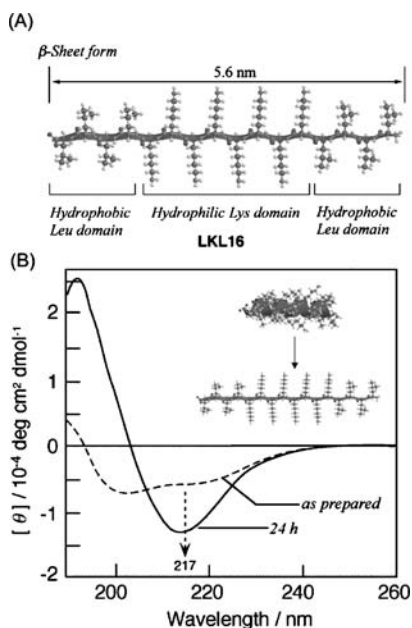 (A)
β-Sheet form
5.6 nm
Hydrophobic Leu domain
Hydrophilic Lys domain
Hydrophobic Leu domain
LKL16
(B)
[θ] / 10⁻⁴ deg cm² dmol⁻¹
2
1
0
-1
-2
as prepared
24 h
217
200
220
240
260
Wavelength / nm